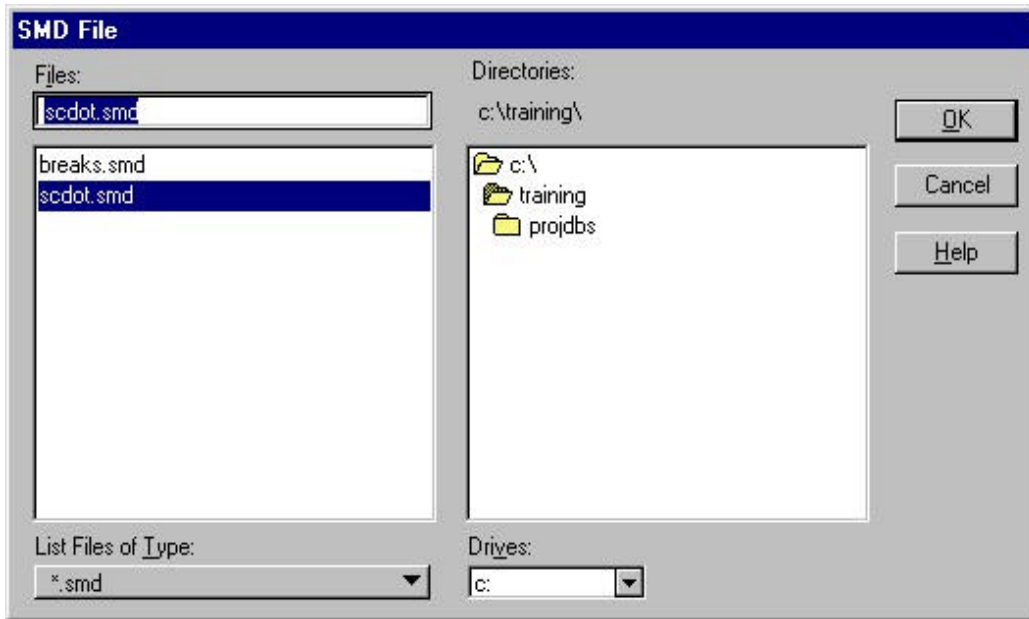 SMD File
Files:
scdot.smd
breaks.smd
scdot.smd
List Files of Type:
*.smd
Directories:
c:\training\
c:\
training
projdbs
Drives:
c:
OK
Cancel
Help